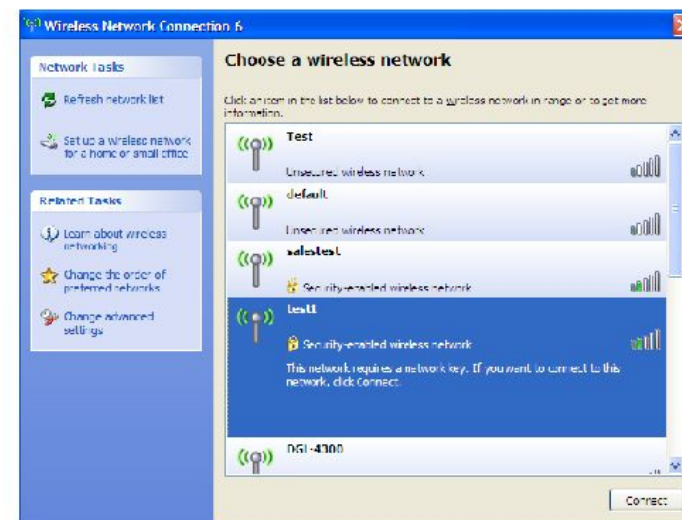 Wireless Network Connection 6
Network Tasks
Refresh network list
Set up a wireless network
for a home or small office
Related Tasks
Learn about wireless
networking
Change the order of
preferred networks
Change advanced
settings
Choose a wireless network
Click an item in the list below to connect to a wireless network in range or to get more
information.
Test
Unsecured wireless network
default
Unsecured wireless network
salestest
Security-enabled wireless network
test1
Security-enabled wireless network
This network requires a network key. If you want to connect to this
network, click Connect.
DGL-4300
Connect